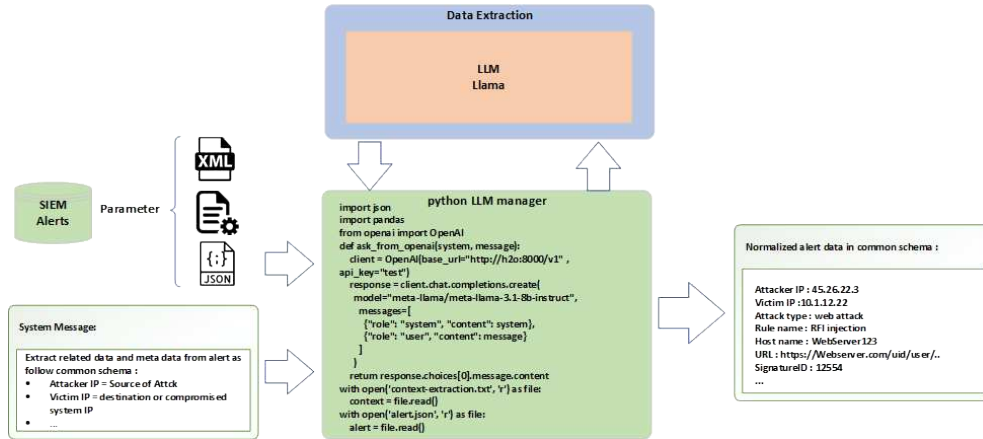 Data Extraction
LLM
Llama
XML
SIEM
Alerts
Parameter
{;}
JSON
python LLM manager
import json
import pandas
from openai import OpenAI
def ask_from_openai(system, message):
client = OpenAI(base_url="http://h2o:8000/v1" ,
api_key="test")
response = client.chat.completions.create(
model="meta-llama/meta-llama-3.1-8b-instruct",
messages=[
{"role": "system", "content": system},
{"role": "user", "content": message}
]
)
return response.choices[0].message.content
with open('context-extraction.txt', 'r') as file:
context = file.read()
with open('alert.json', 'r') as file:
alert = file.read()
System Message:
Extract related data and meta data from alert as
follow common schema :
• Attacker IP = Source of Attck
• Victim IP = destination or compromised
system IP
• ...
Normalized alert data in common schema :
Attacker IP : 45.26.22.3
Victim IP :10.1.12.22
Attack type : web attack
Rule name : RFI injection
Host name : WebServer123
URL : https://Webserver.com/uid/user/..
SignatureID : 12554
...